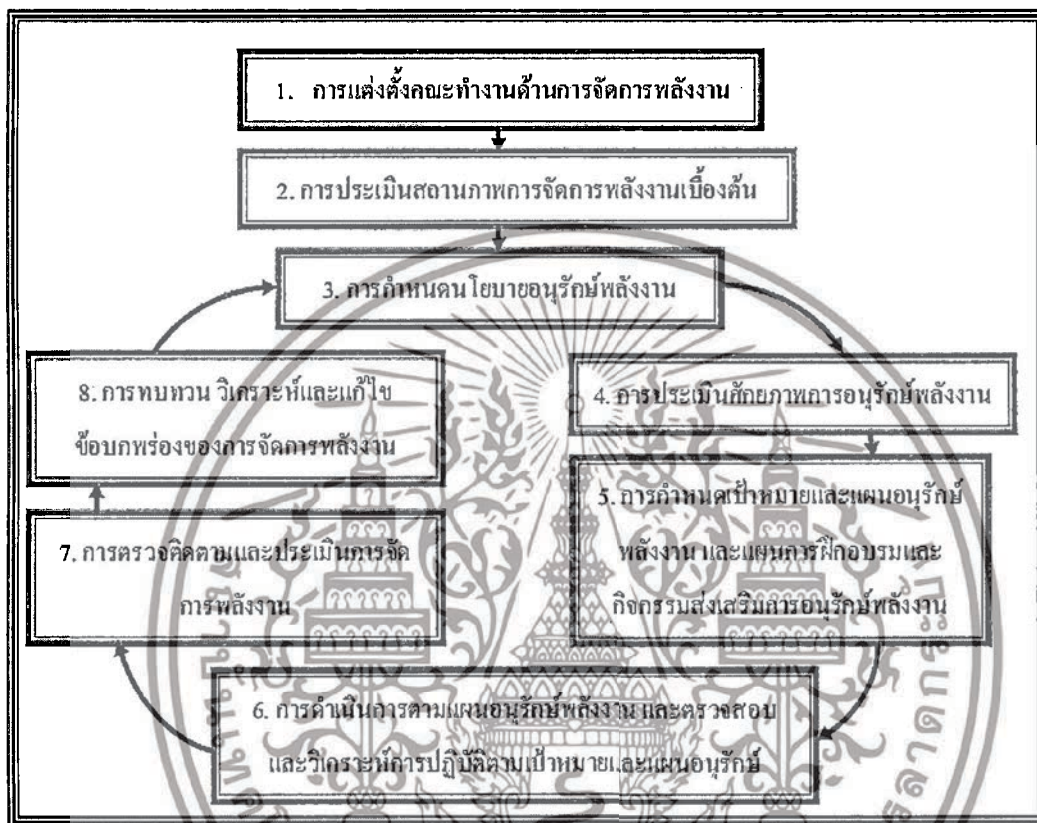 1. การแต่งตั้งคณะทำงานด้านการจัดการพลังงาน
2. การประเมินสถานภาพการจัดการพลังงานเบื้องต้น
3. การกำหนดนโยบายอนุรักษ์พลังงาน
4. การประเมินศักยภาพการอนุรักษ์พลังงาน
5. การกำหนดเป้าหมายและแผนอนุรักษ์
พลังงาน และแผนการฝึกอบรมและ
กิจกรรมส่งเสริมการอนุรักษ์พลังงาน
6. การดำเนินการตามแผนอนุรักษ์พลังงาน และตรวจสอบ
และวิเคราะห์การปฏิบัติตามเป้าหมายและแผนอนุรักษ์
7. การตรวจติดตามและประเมินการจัด
การพลังงาน
8. การทบทวน วิเคราะห์และแก้ไข
ข้อบกพร่องของการจัดการพลังงาน